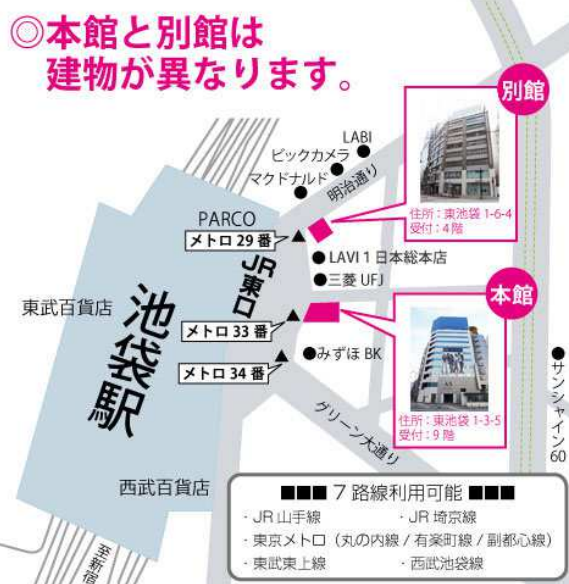 ◎本館と別館は
建物が異なります。
別館
LABI
ビックカメラ
マクドナルド
明治通り
住所：東池袋 1-6-4
受付：4階
PARCO
メトロ 29 番
LAVI 1 日本総本店
三菱 UFJ
JR東口
本館
東武百貨店
池袋駅
メトロ 33 番
みずほ BK
メトロ 34 番
サンシャイン60
グリーン大通り
住所：東池袋 1-3-5
受付：9階
西武百貨店
至新宿
■■■ 7 路線利用可能 ■■■
・JR 山手線 ・JR 埼京線
・東京メトロ（丸の内線 / 有楽町線 / 副都心線）
・東武東上線 ・西武池袋線